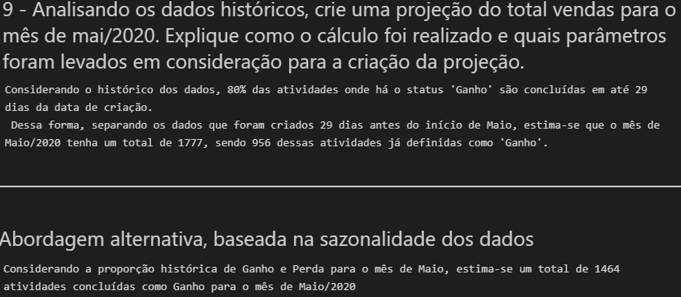 9 - Analisando os dados históricos, crie uma projeção do total vendas para o
mês de mai/2020. Explique como o cálculo foi realizado e quais parâmetros
foram levados em consideração para a criação da projeção.
Considerando o histórico dos dados, 80% das atividades onde há o status 'Ganho' são concluídas em até 29
dias da data de criação.
Dessa forma, separando os dados que foram criados 29 dias antes do início de Maio, estima-se que o mês de
Maio/2020 tenha um total de 1777, sendo 956 dessas atividades já definidas como 'Ganho'.
Abordagem alternativa, baseada na sazonalidade dos dados
Considerando a proporção histórica de Ganho e Perda para o mês de Maio, estima-se um total de 1464
atividades concluídas como Ganho para o mês de Maio/2020